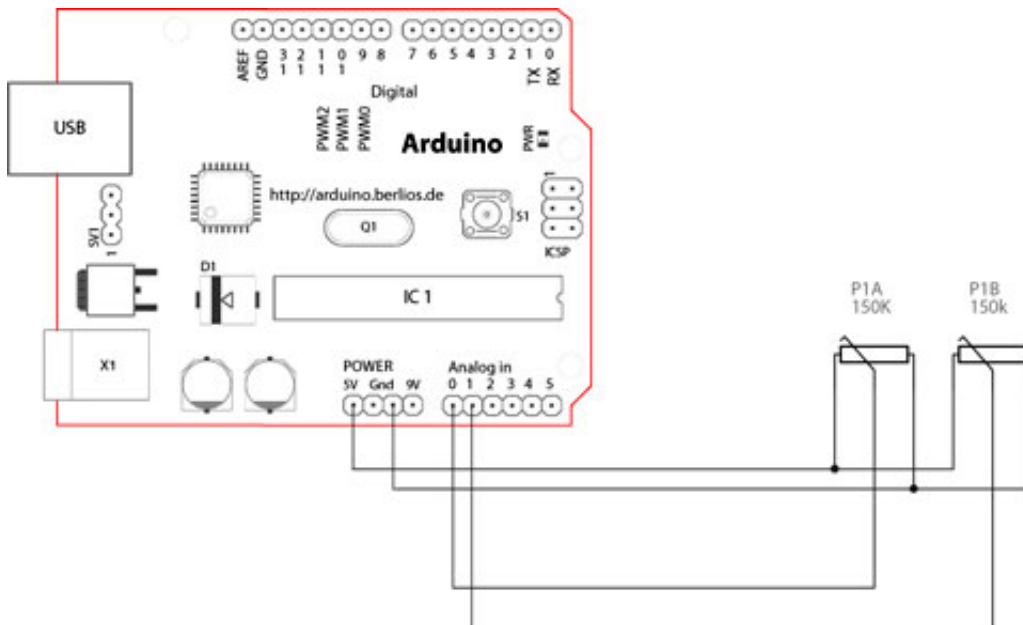 AREF
GND
13
12
11
10
9
8
7
6
5
4
3
2
1
0
TX
RX
Digital
PWM2
PWM1
PWM0
Arduino
PWR
USB
http://arduino.berlios.de
1
S1
ICSP
Q1
SV1
1
D1
IC 1
P1A
150K
P1B
150k
X1
POWER
5V Gnd 9V
Analog in
0 1 2 3 4 5